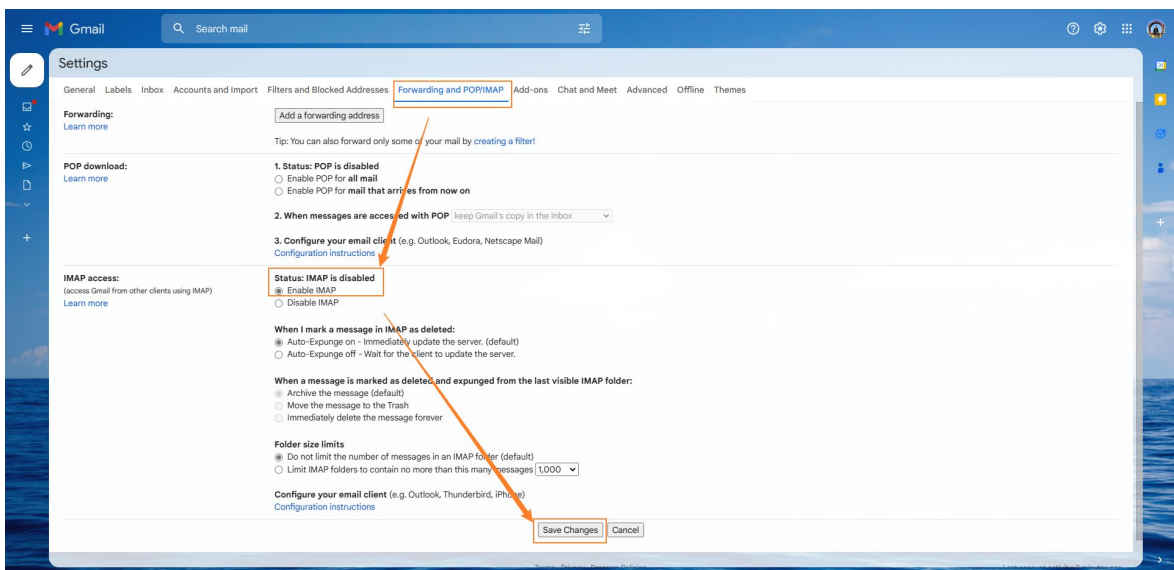 Gmail
Search mail
Settings
General Labels Inbox Accounts and Import Filters and Blocked Addresses Forwarding and POP/IMAP Add-ons Chat and Meet Advanced Offline Themes
Forwarding:
Learn more
Add a forwarding address
Tip: You can also forward only some of your mail by creating a filter!
POP download:
Learn more
1. Status: POP is disabled
Enable POP for all mail
Enable POP for mail that arrives from now on
2. When messages are accessed with POP keep Gmail's copy in the Inbox
3. Configure your email client (e.g. Outlook, Eudora, Netscape Mail)
Configuration instructions
IMAP access:
(access Gmail from other clients using IMAP)
Learn more
Status: IMAP is disabled
Enable IMAP
Disable IMAP
When I mark a message in IMAP as deleted:
Auto-Expunge on - Immediately update the server. (default)
Auto-Expunge off - Wait for the client to update the server.
When a message is marked as deleted and expunged from the last visible IMAP folder:
Archive the message (default)
Move the message to the Trash
Immediately delete the message forever
Folder size limits
Do not limit the number of messages in an IMAP folder (default)
Limit IMAP folders to contain no more than this many messages 1,000
Configure your email client (e.g. Outlook, Thunderbird, iPhone)
Configuration instructions
Save Changes Cancel